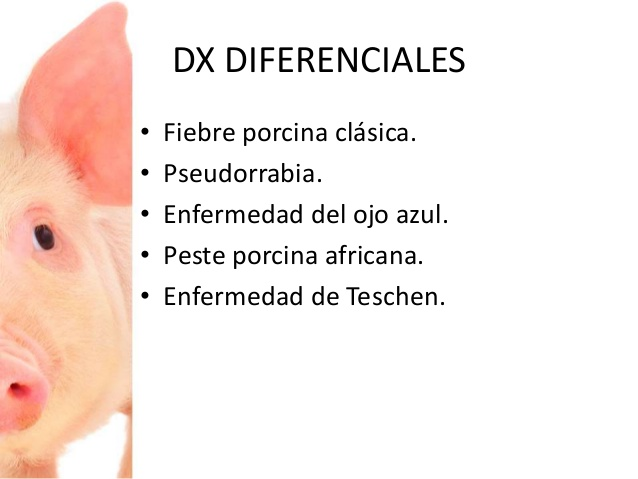 DX DIFERENCIALES
• Fiebre porcina clásica.
• Pseudorrabia.
• Enfermedad del ojo azul.
• Peste porcina africana.
• Enfermedad de Teschen.